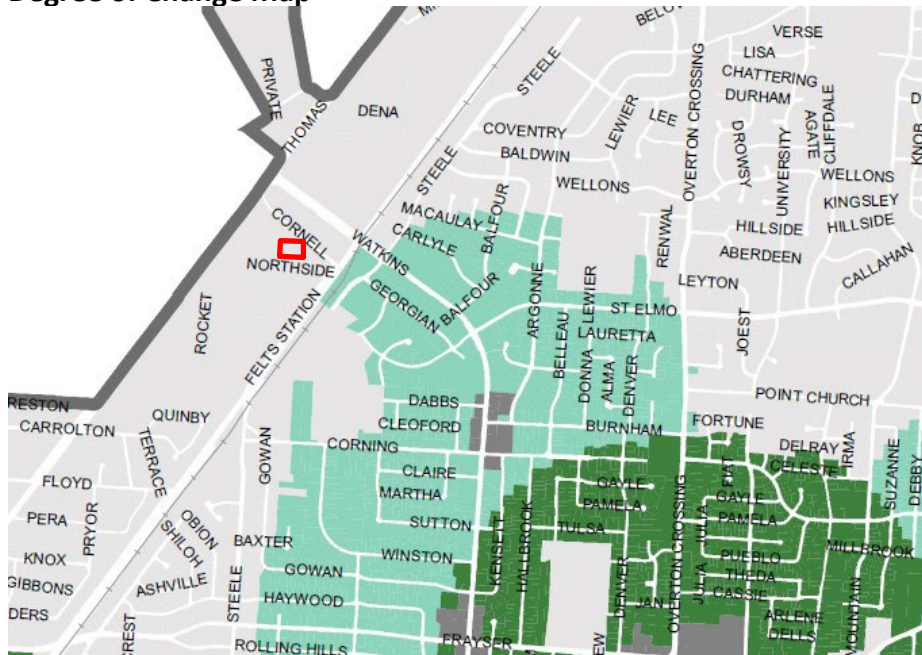 Degree of Change Map
VERSE
LISA
CHATTERING
DURHAM
STEELE
PRIVATE
THOMAS
DENA
LEWIER
LEE
OVERTON CROSSING
DROWSY
UNIVERSITY
AGATE
CLIFFDALE
COVENTRY
BALDWIN
STEELE
WELLONS
WELLONS
KINGSLEY
HILLSIDE
HILLSIDE
MACAULAY
BALFOUR
CARLYLE
CORNELL
WATKINS
RENWAL
ABERDEEN
CALLAHAN
NORTHSIDE
LEYTON
GEORGIAN
BALFOUR
ARGONNE
LEWIER
ST ELMO
LAURETTA
ROCKET
FELTS STATION
BELLEAU
DONNA
ALMA
DENVER
JOEST
POINT CHURCH
DABBS
CLEOFORD
BURNHAM
FORTUNE
RESTON
CARROLTON
QUINBY
TERRACE
GOWAN
CORNING
DELRAY
IRMA
SUZANNE
DEBBY
CELESTE
CLAIRE
FLOYD
MARTHA
GAYLE
PAMELA
FIAT
GAYLE
PAMELA
JULIA
OVERTON CROSSING
PERA
PRYOR
OBION
SHILOH
SUTTON
KENSETT
HALLBROOK
TULSA
MILLBROOK
BAXTER
WINSTON
PUEBLO
KNOX
THEDA
GIBBONS
ASHVILLE
STEELE
GOWAN
DENVER
JULIA
CASSIE
HAYWOOD
JAN
ARLENE
DELLS
MOUNTAIN
DERS
CREST
ROLLING HILLS
FRAYSER